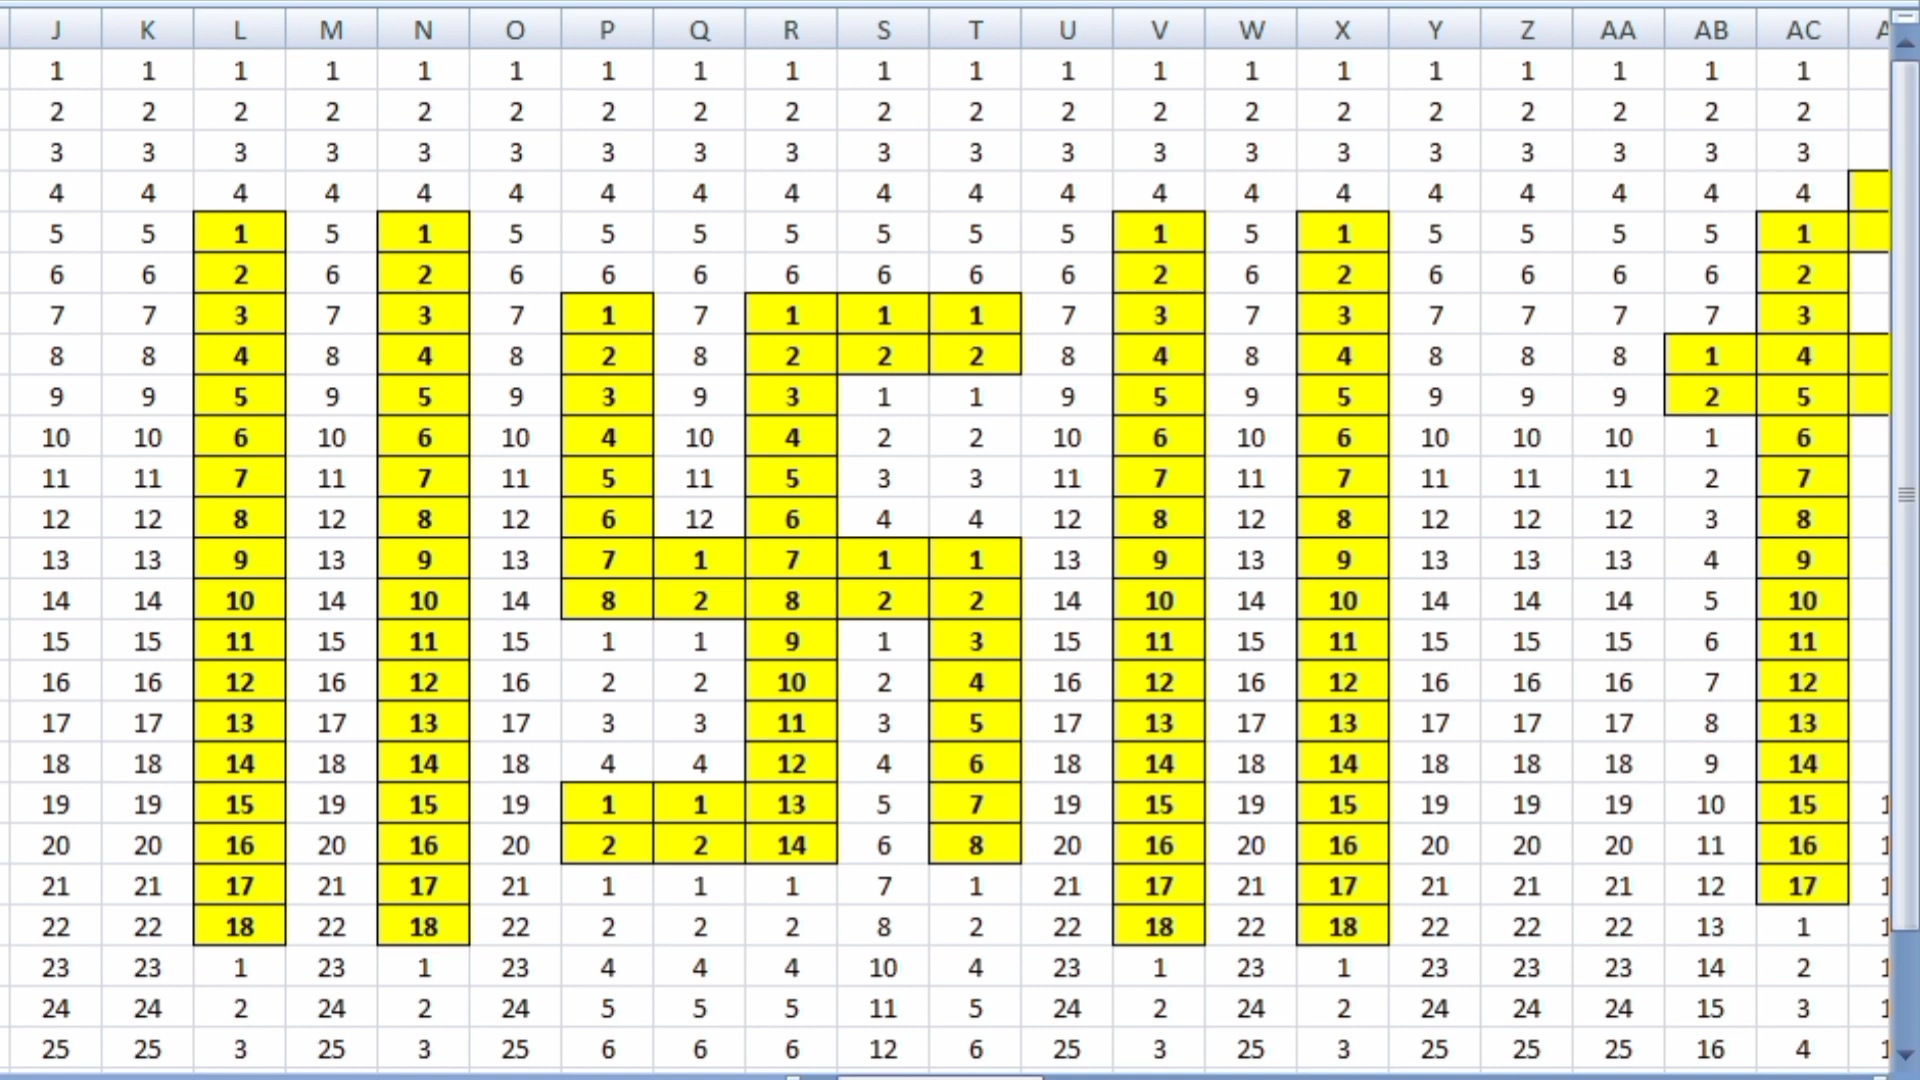 J K L M N O P Q R S T U V W X Y Z AA AB AC
1 1 1 1 1 1 1 1 1 1 1 1 1 1 1 1 1 1 1 1
2 2 2 2 2 2 2 2 2 2 2 2 2 2 2 2 2 2 2 2
3 3 3 3 3 3 3 3 3 3 3 3 3 3 3 3 3 3 3 3
4 4 4 4 4 4 4 4 4 4 4 4 4 4 4 4 4 4 4 4
5 5 1 5 1 5 5 5 5 5 5 5 1 5 1 5 5 5 5 1
6 6 2 6 2 6 6 6 6 6 6 6 2 6 2 6 6 6 6 2
7 7 3 7 3 7 1 7 1 1 1 7 3 7 3 7 7 7 7 3
8 8 4 8 4 8 2 8 2 2 2 8 4 8 4 8 8 8 1 4
9 9 5 9 5 9 3 9 3 1 1 9 5 9 5 9 9 9 2 5
10 10 6 10 6 10 4 10 4 2 2 10 6 10 6 10 10 10 1 6
11 11 7 11 7 11 5 11 5 3 3 11 7 11 7 11 11 11 2 7
12 12 8 12 8 12 6 12 6 4 4 12 8 12 8 12 12 12 3 8
13 13 9 13 9 13 7 1 7 1 1 13 9 13 9 13 13 13 4 9
14 14 10 14 10 14 8 2 8 2 2 14 10 14 10 14 14 14 5 10
15 15 11 15 11 15 1 1 9 1 3 15 11 15 11 15 15 15 6 11
16 16 12 16 12 16 2 2 10 2 4 16 12 16 12 16 16 16 7 12
17 17 13 17 13 17 3 3 11 3 5 17 13 17 13 17 17 17 8 13
18 18 14 18 14 18 4 4 12 4 6 18 14 18 14 18 18 18 9 14
19 19 15 19 15 19 1 1 13 5 7 19 15 19 15 19 19 19 10 15
20 20 16 20 16 20 2 2 14 6 8 20 16 20 16 20 20 20 11 16
21 21 17 21 17 21 1 1 1 7 1 21 17 21 17 21 21 21 12 17
22 22 18 22 18 22 2 2 2 8 2 22 18 22 18 22 22 22 13 1
23 23 1 23 1 23 4 4 4 10 4 23 1 23 1 23 23 23 14 2
24 24 2 24 2 24 5 5 5 11 5 24 2 24 2 24 24 24 15 3
25 25 3 25 3 25 6 6 6 12 6 25 3 25 3 25 25 25 16 4